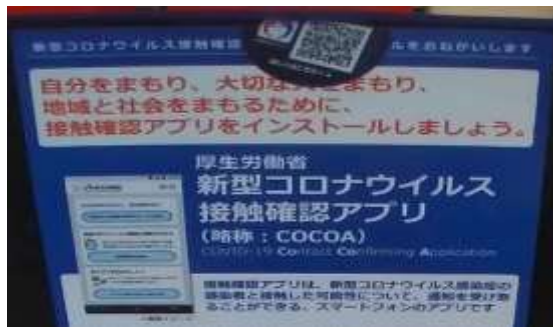 新型コロナウイルス接触確認 ルをおねがいします
自分をまもり、大切な をまもり、
地域と社会をまもるために、
接触確認アプリをインストールしましょう。
厚生労働省
新型コロナウイルス
接触確認アプリ
(略称：COCOA)
COVID-19 Contact Confirming Application
接触確認アプリは、新型コロナウイルス感染症の
感染者と接触した可能性について、通知を受け取
ることができる、スマートフォンのアプリです